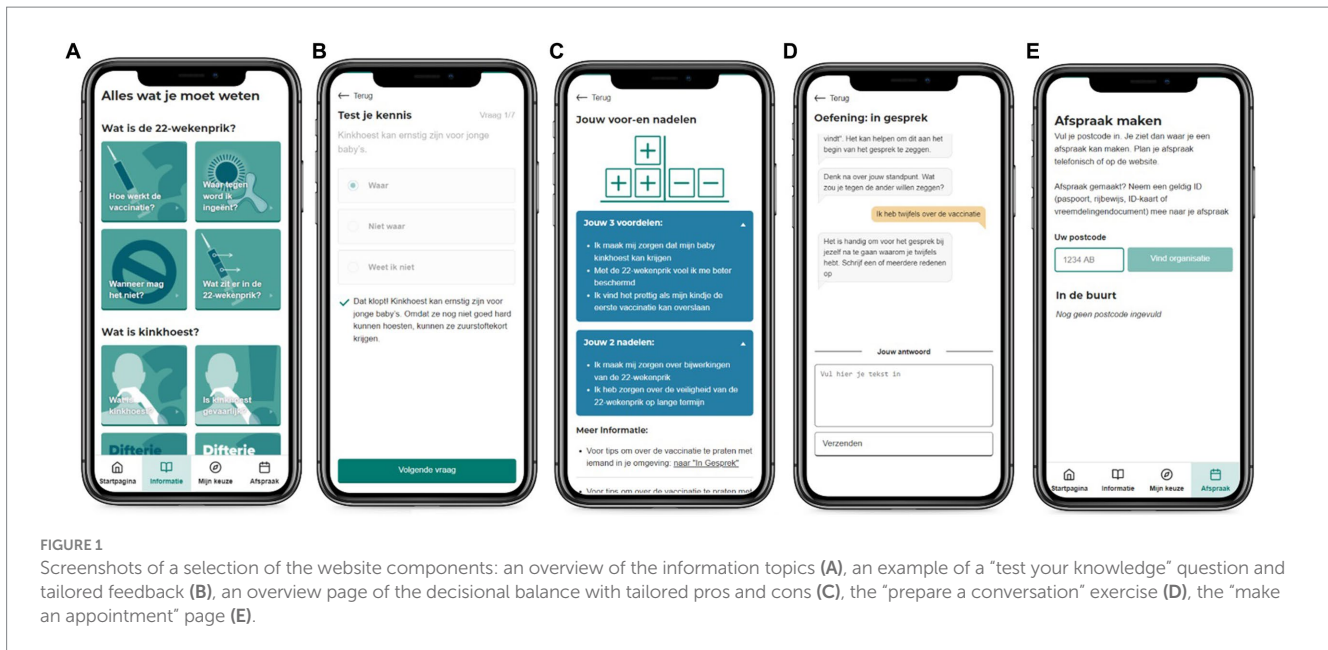 A
Alles wat je moet weten
Wat is de 22-wekenprik?
Hoe werkt de
vaccinatie?
Waar tegen
word ik
ingeënt?
Wanneer mag
het niet?
Wat zit er in de
22-wekenprik?
Wat is kinkhoest?
Wat is
kinkhoest?
Is kinkhoest
gevaarlijk?
Difterie
Difterie
Startpagina
Informatie
Mijn keuze
Afspraak
B
← Terug
Test je kennis
Vraag 1/7
Kinkhoest kan ernstig zijn voor jonge
baby's.
Waar
Niet waar
Weet ik niet
Dat klopt! Kinkhoest kan ernstig zijn voor
jonge baby's. Omdat ze nog niet goed hard
kunnen hoesten, kunnen ze zuurstoftekort
krijgen.
Volgende vraag
C
← Terug
Jouw voor-en nadelen
Jouw 3 voordelen:
• Ik maak mij zorgen dat mijn baby
kinkhoest kan krijgen
• Met de 22-wekenprik voel ik me beter
beschermd
• Ik vind het prettig als mijn kindje de
eerste vaccinatie kan overslaan
Jouw 2 nadelen:
• Ik maak mij zorgen over bijwerkingen
van de 22-wekenprik
• Ik heb zorgen over de veiligheid van de
22-wekenprik op lange termijn
Meer Informatie:
• Voor tips om over de vaccinatie te praten met
iemand in je omgeving: naar "In Gesprek"
• Voor tips om over de vaccinatie te praten met
D
← Terug
Oefening: in gesprek
vindt". Het kan helpen om dit aan het
begin van het gesprek te zeggen.
Denk na over jouw standpunt. Wat
zou je tegen de ander willen zeggen?
Ik heb twijfels over de vaccinatie
Het is handig om voor het gesprek bij
jezelf na te gaan waarom je twijfels
hebt. Schrijf een of meerdere redenen
op
Jouw antwoord
Vul hier je tekst in
Verzenden
E
Afspraak maken
Vul je postcode in. Je ziet dan waar je een
afspraak kan maken. Plan je afspraak
telefonisch of op de website.
Afspraak gemaakt? Neem een geldig ID
(paspoort, rijbewijs, ID-kaart of
vreemdelingendocument) mee naar je afspraak
Uw postcode
1234 AB
Vind organisatie
In de buurt
Nog geen postcode ingevuld
Startpagina
Informatie
Mijn keuze
Afspraak
FIGURE 1
Screenshots of a selection of the website components: an overview of the information topics (A), an example of a "test your knowledge" question and
tailored feedback (B), an overview page of the decisional balance with tailored pros and cons (C), the "prepare a conversation" exercise (D), the "make
an appointment" page (E).